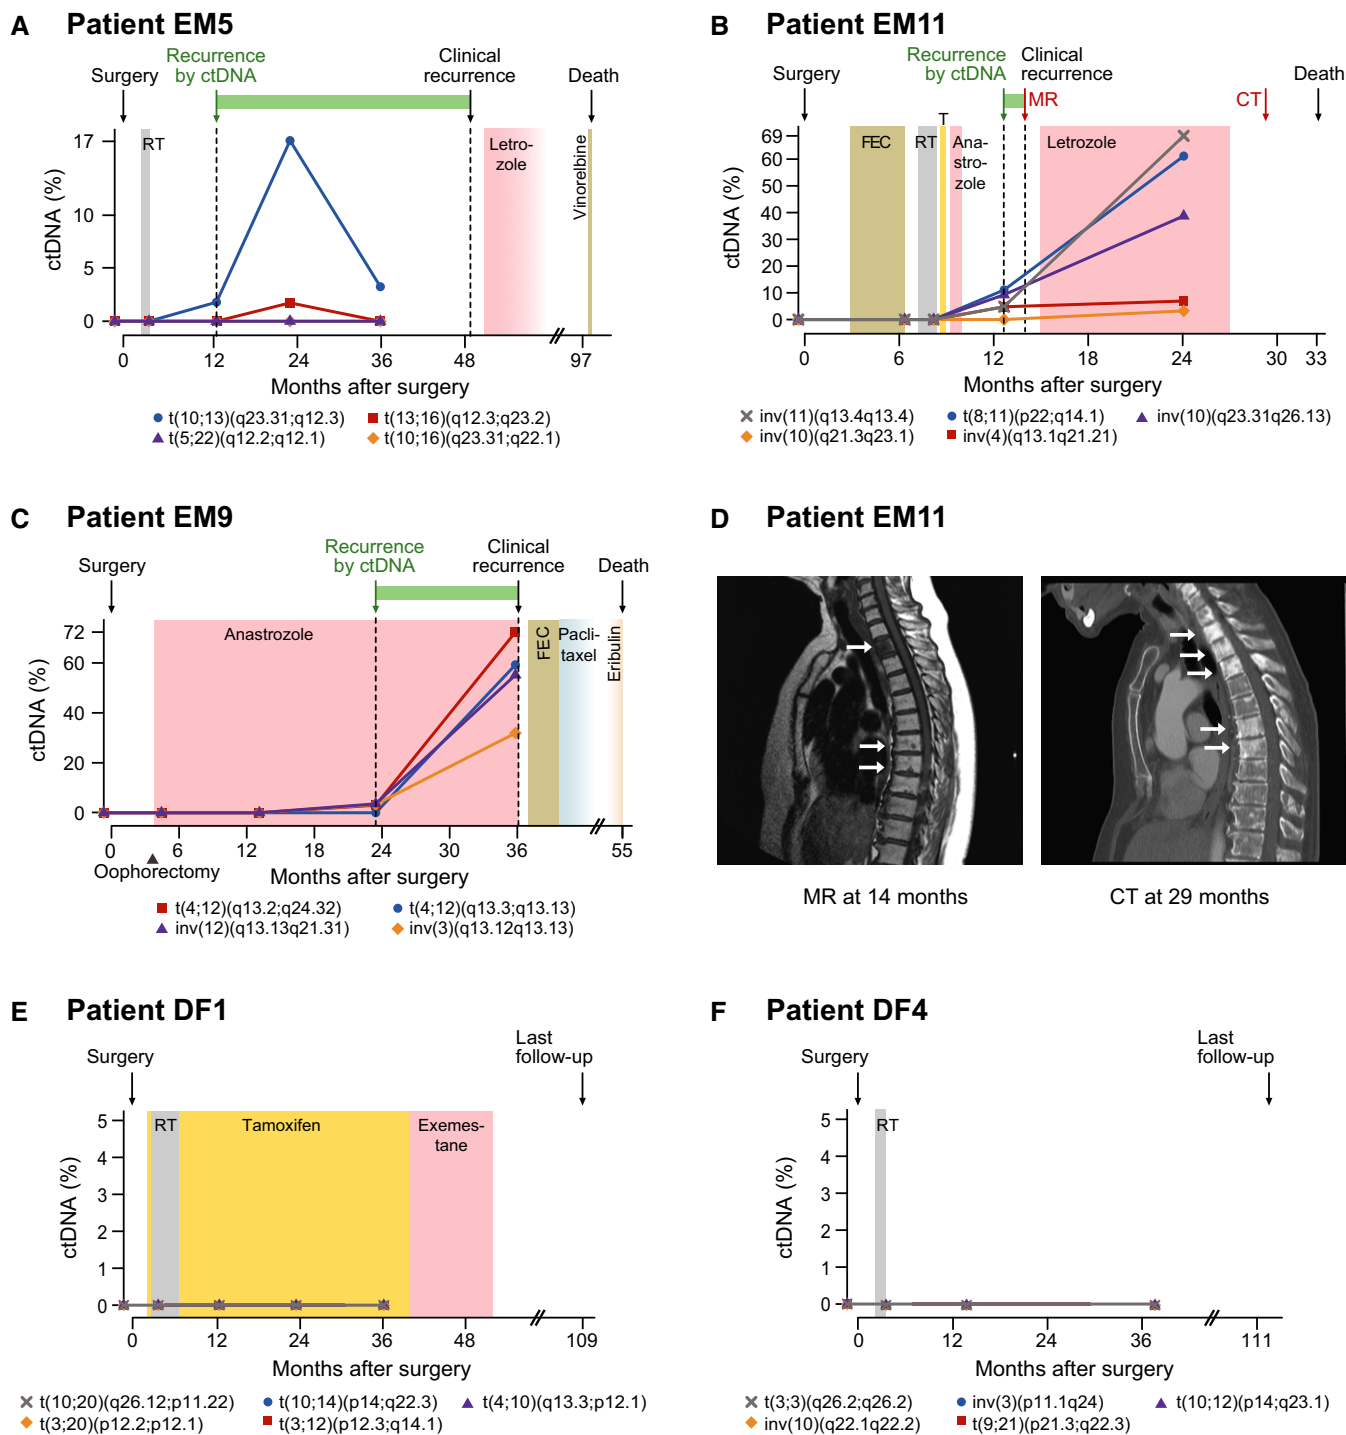 A Patient EM5
Recurrence
by ctDNA
Clinical
recurrence
Surgery
Death
RT
Letro-
zole
Vinorelbine
ctDNA (%)
17
10
5
0
0 12 24 36 48 97
Months after surgery
t(10;13)(q23.31;q12.3) t(13;16)(q12.3;q23.2)
t(5;22)(q12.2;q12.1) t(10;16)(q23.31;q22.1)
B Patient EM11
Recurrence
by ctDNA
Clinical
recurrence
Surgery
Death
MR
CT
T
FEC
RT
Ana-
stro-
zole
Letrozole
ctDNA (%)
69
60
50
40
30
20
10
0
0 6 12 18 24 30 33
Months after surgery
inv(11)(q13.4q13.4) t(8;11)(p22;q14.1) inv(10)(q23.31q26.13)
inv(10)(q21.3q23.1) inv(4)(q13.1q21.21)
C Patient EM9
Recurrence
by ctDNA
Clinical
recurrence
Surgery
Death
Anastrozole
FEC
Pacli-
taxel
Eribulin
ctDNA (%)
72
60
40
20
0
0 6 12 18 24 30 36 55
Oophorectomy
Months after surgery
t(4;12)(q13.2;q24.32) t(4;12)(q13.3;q13.13)
inv(12)(q13.13q21.31) inv(3)(q13.12q13.13)
D Patient EM11
MR at 14 months
CT at 29 months
E Patient DF1
Surgery
Last
follow-up
RT
Tamoxifen
Exemes-
tane
ctDNA (%)
5
4
3
2
1
0
0 12 24 36 48 109
Months after surgery
t(10;20)(q26.12;p11.22) t(10;14)(p14;q22.3) t(4;10)(q13.3;p12.1)
t(3;20)(p12.2;p12.1) t(3;12)(p12.3;q14.1)
F Patient DF4
Surgery
Last
follow-up
RT
ctDNA (%)
5
4
3
2
1
0
0 12 24 36 111
Months after surgery
t(3;3)(q26.2;q26.2) inv(3)(p11.1q24) t(10;12)(p14;q23.1)
inv(10)(q22.1q22.2) t(9;21)(p21.3;q22.3)